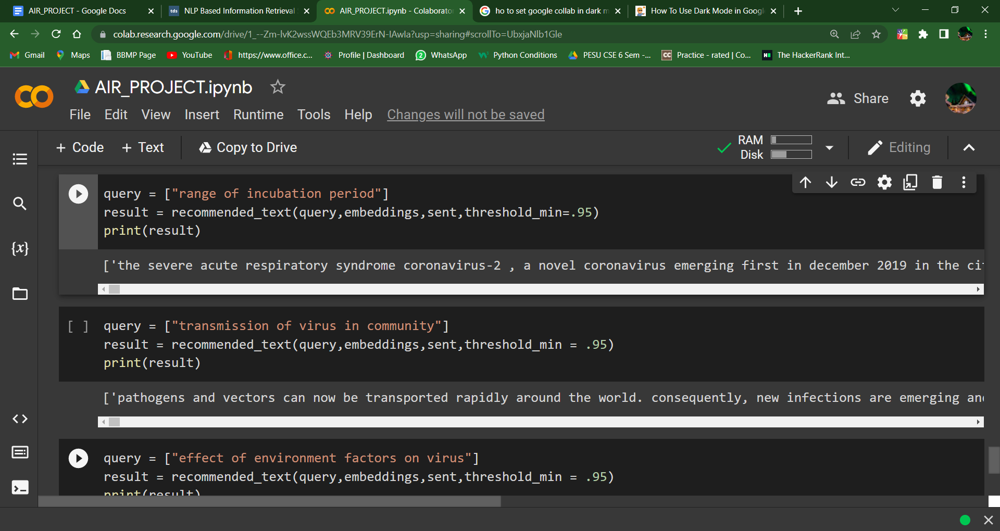 AIR_PROJECT - Google Docs
tds NLP Based Information Retrieval
AIR_PROJECT.ipynb - Colaborato
ho to set google collab in dark m
How To Use Dark Mode in Googl
colab.research.google.com/drive/1_--Zm-lvK2wssWQEb3MRV39ErN-IAwla?usp=sharing#scrollTo=UbxjaNlb1Gle
Gmail Maps BBMP Page YouTube https://www.office.c... Profile | Dashboard 2 WhatsApp Python Conditions PESU CSE 6 Sem -... CC Practice - rated | Co... H The HackerRank Int...
AIR_PROJECT.ipynb
Share
File Edit View Insert Runtime Tools Help Changes will not be saved
+ Code + Text Copy to Drive
RAM
Disk
Editing
query = ["range of incubation period"]
result = recommended_text(query,embeddings,sent,threshold_min=.95)
print(result)
['the severe acute respiratory syndrome coronavirus-2 , a novel coronavirus emerging first in december 2019 in the cit
{x}
[ ] query = ["transmission of virus in community"]
result = recommended_text(query,embeddings,sent,threshold_min = .95)
print(result)
['pathogens and vectors can now be transported rapidly around the world. consequently, new infections are emerging and
query = ["effect of environment factors on virus"]
result = recommended_text(query,embeddings,sent,threshold_min = .95)
print(result)